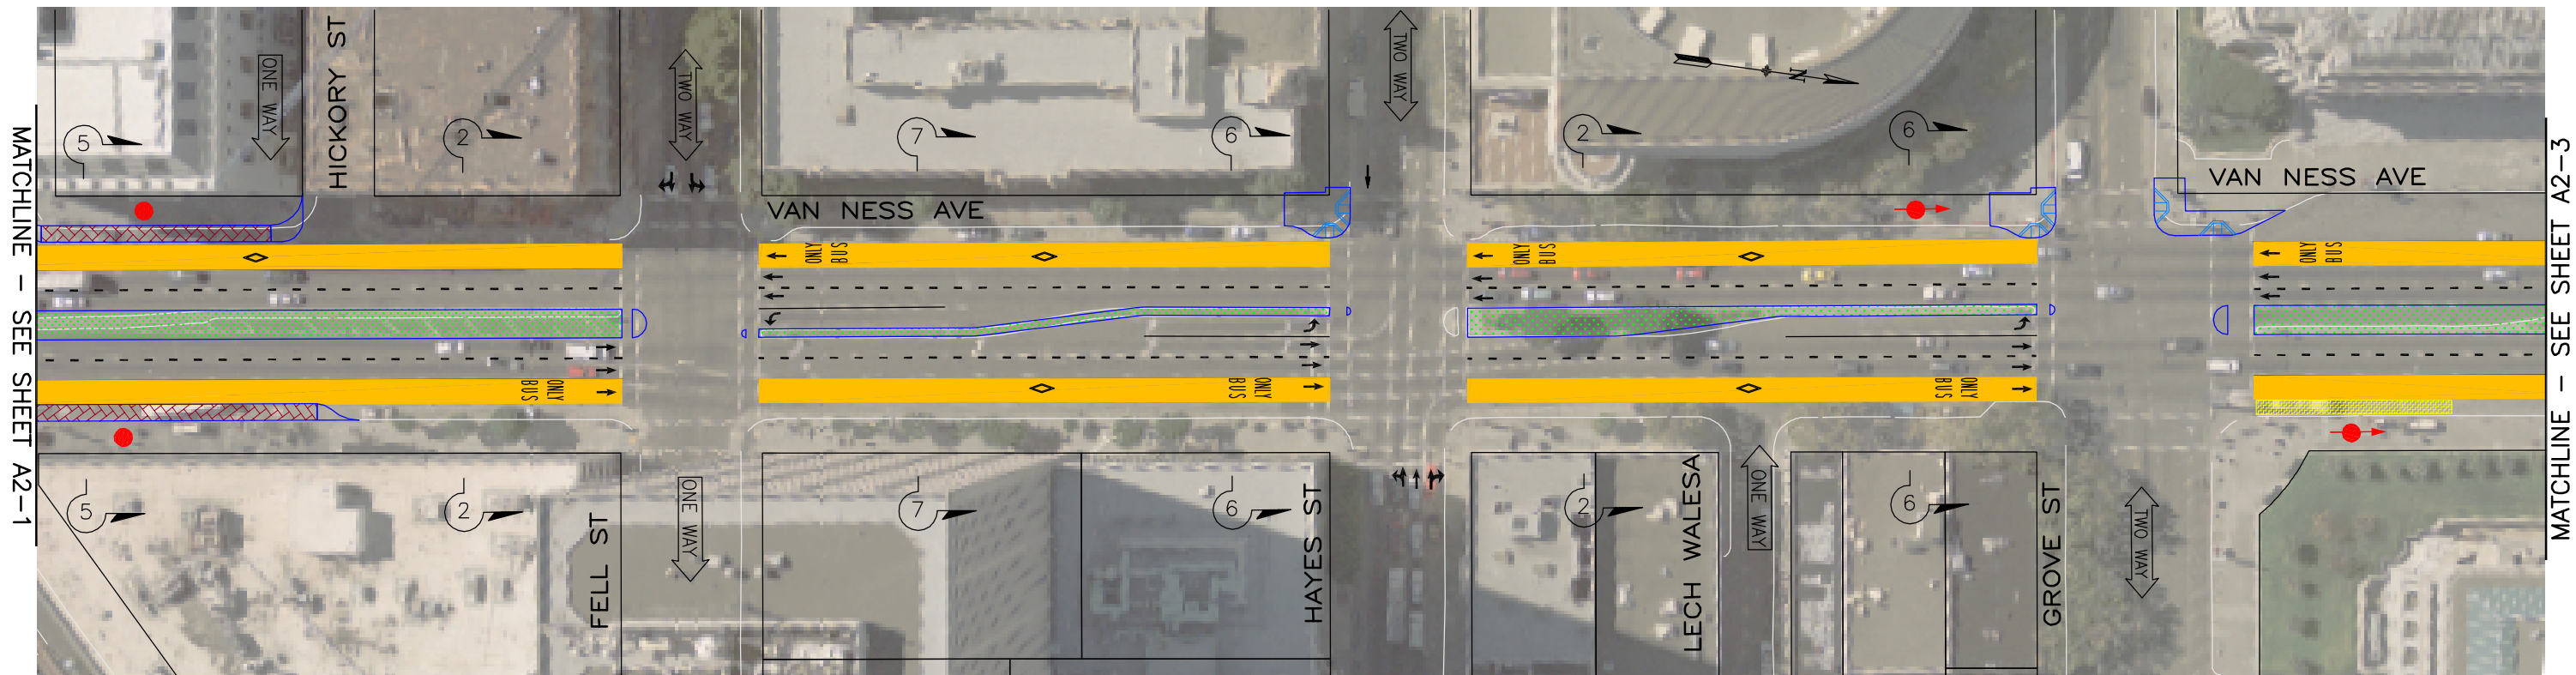 MATCHLINE - SEE SHEET A2-1
5
ONE WAY
HICKORY ST
2
TWO WAY
7
6
TWO WAY
2
N
6
VAN NESS AVE
VAN NESS AVE
MATCHLINE - SEE SHEET A2-3
ONLY
BUS
ONLY
BUS
ONLY
BUS
BUS
ONLY
BUS
ONLY
BUS
ONLY
5
2
FELL ST
ONE WAY
7
6
HAYES ST
2
LECH WALESA
ONE WAY
6
GROVE ST
TWO WAY